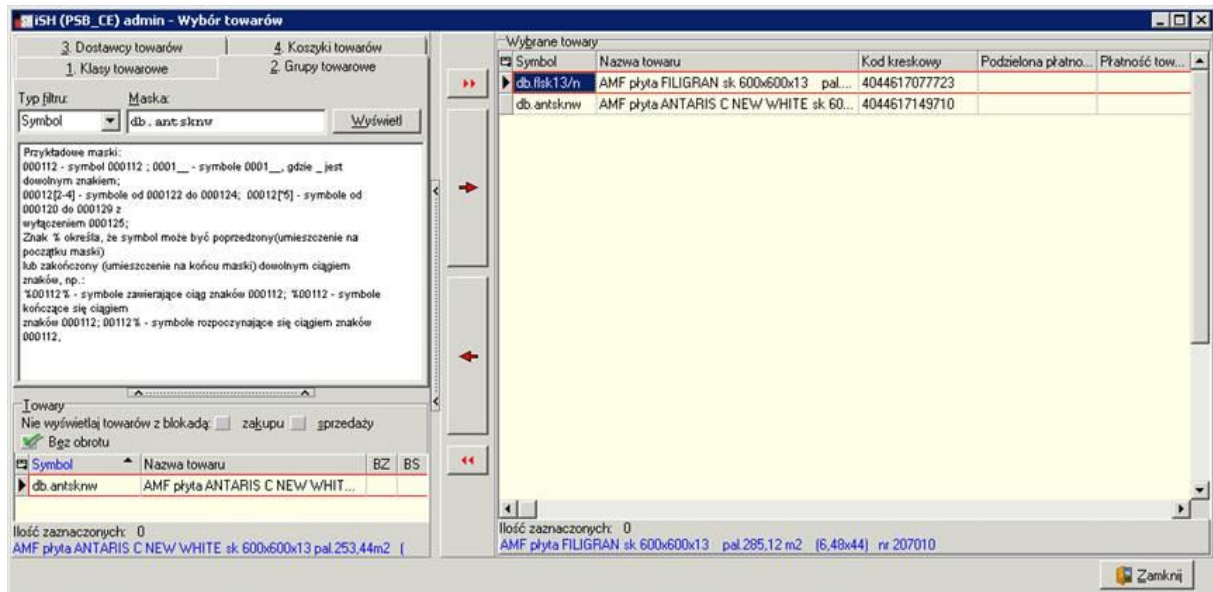 iSH (PSB_CE) admin - Wybór towarów
3. Dostawcy towarów
4. Koszyki towarów
1. Klasy towarowe
2. Grupy towarowe
Typ filtru:
Maska:
Symbol
db.antsknw
Wyświetl
Przykładowe maski:
000112 - symbol 000112 ; 0001__ - symbole 0001__, gdzie _ jest
dowolnym znakiem;
00012[2-4] - symbole od 000122 do 000124; 00012[^5] - symbole od
000120 do 000129 z
wyłączeniem 000125;
Znak % określa, że symbol może być poprzedzony(umieszczenie na
początku maski)
lub zakończony (umieszczenie na końcu maski) dowolnym ciągiem
znaków, np.:
%00112% - symbole zawierające ciąg znaków 000112; %00112 - symbole
kończące się ciągiem
znaków 000112; 00112% - symbole rozpoczynające się ciągiem znaków
000112,
Towary
Nie wyświetlaj towarów z blokadą: zakupu sprzedaży
Bez obrotu
Symbol Nazwa towaru BZ BS
db.antsknw AMF płyta ANTARIS C NEW WHIT...
Ilość zaznaczonych: 0
AMF płyta ANTARIS C NEW WHITE sk 600x600x13 pal.253,44m2 (
Wybrane towary
Symbol Nazwa towaru Kod kreskowy Podzielona płatno... Płatność tow...
db.flsk13/n AMF płyta FILIGRAN sk 600x600x13 pal.... 4044617077723
db.antsknw AMF płyta ANTARIS C NEW WHITE sk 60... 4044617149710
Ilość zaznaczonych: 0
AMF płyta FILIGRAN sk 600x600x13 pal.285,12 m2 (6,48x44) nr 207010
Zamknij